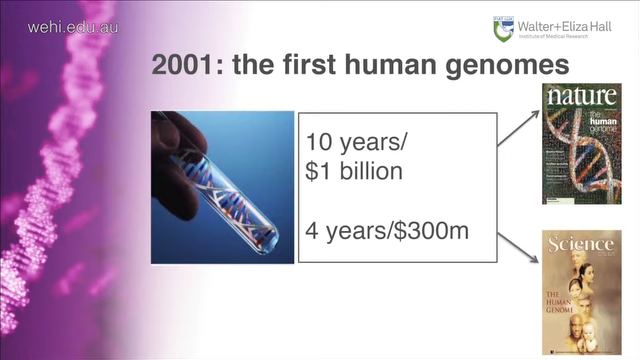 wehi.edu.au
Walter+Eliza Hall
Institute of Medical Research
2001: the first human genomes
10 years/
$1 billion
4 years/$300m
nature
the
human
genome
Science
THE
HUMAN
GENOME